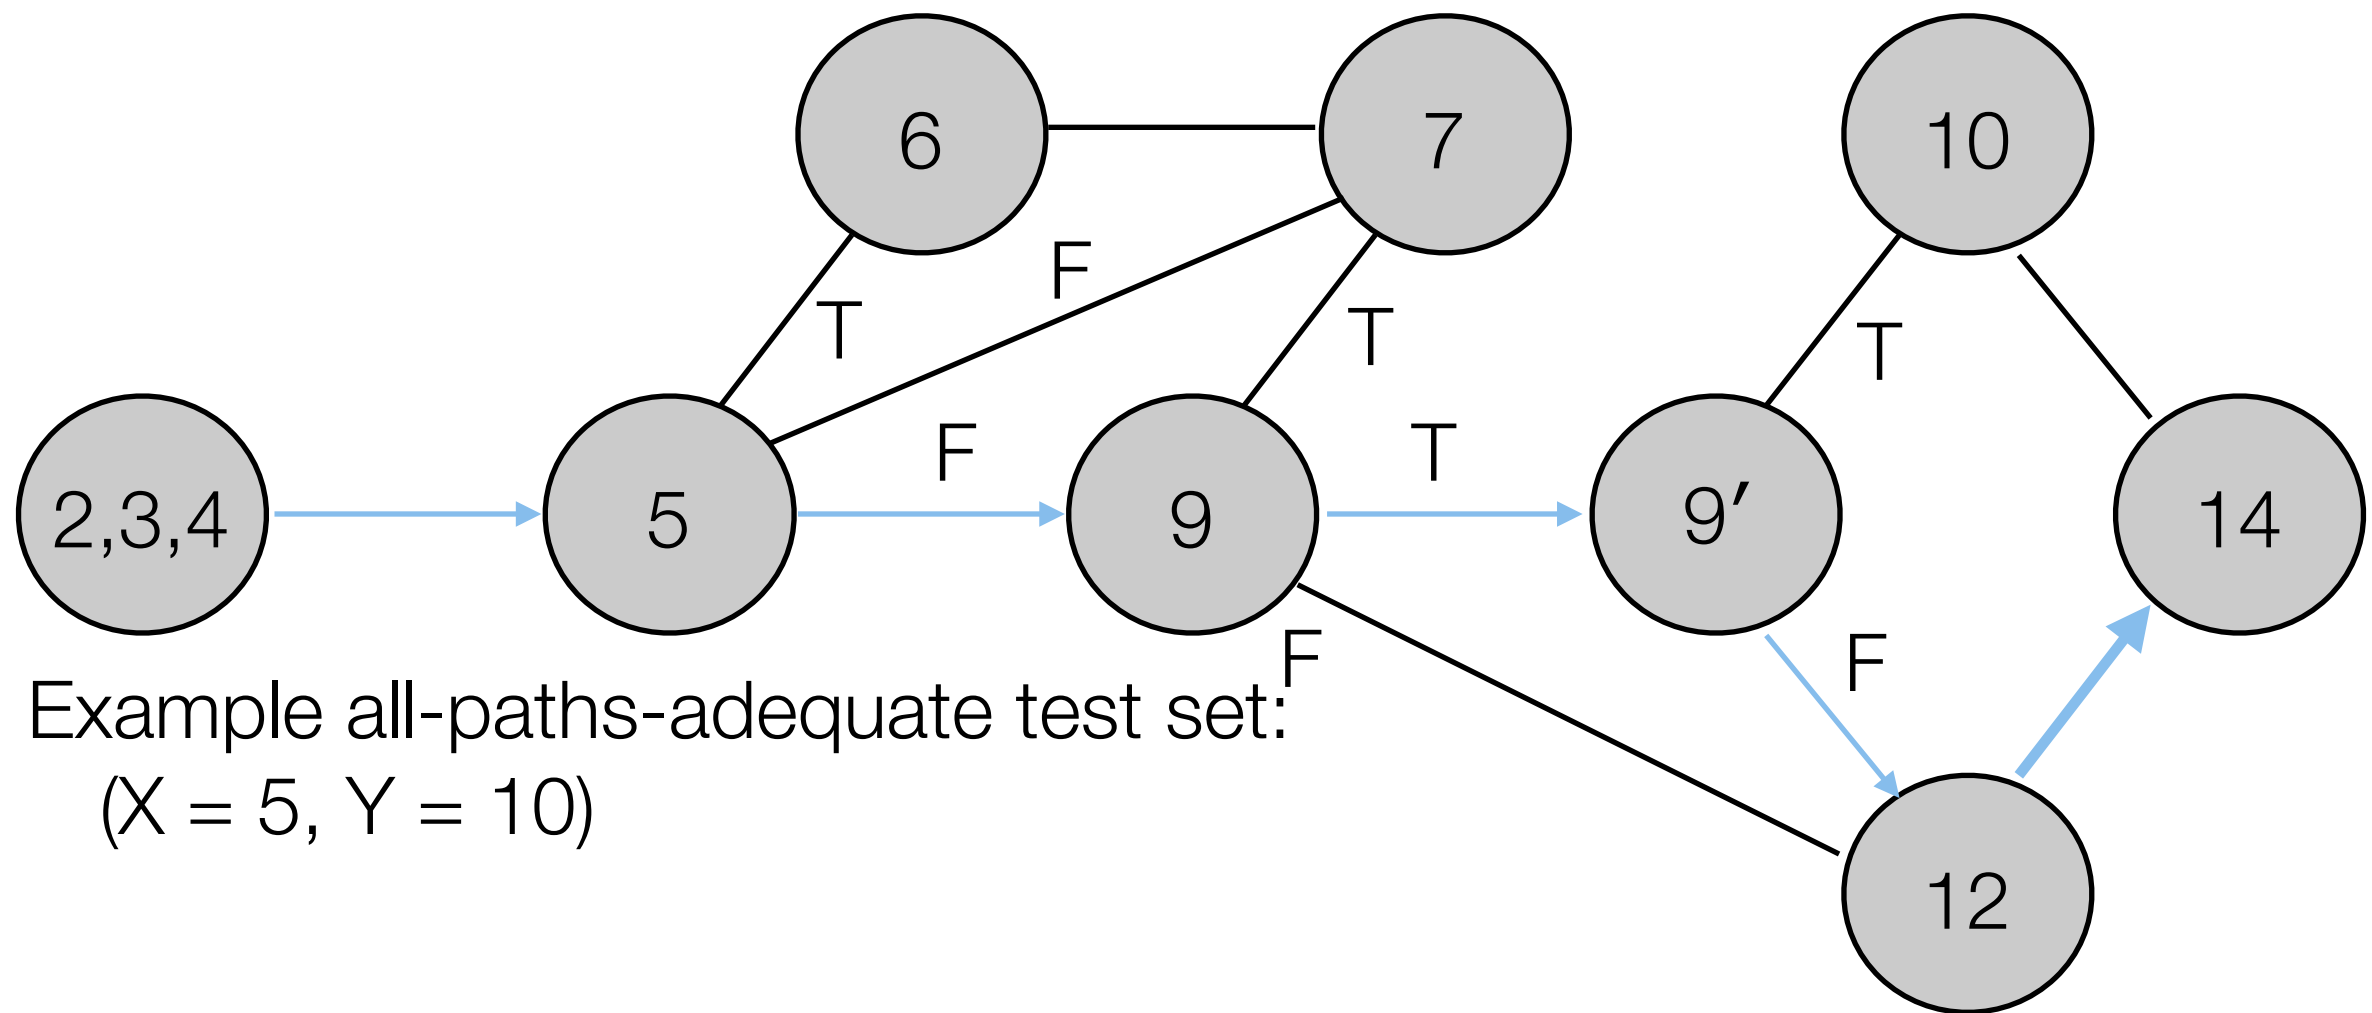 6
7
10
F
T
T
T
F
T
2,3,4
5
9
9′
14
F
F
Example all-paths-adequate test set:
(X = 5, Y = 10)
12